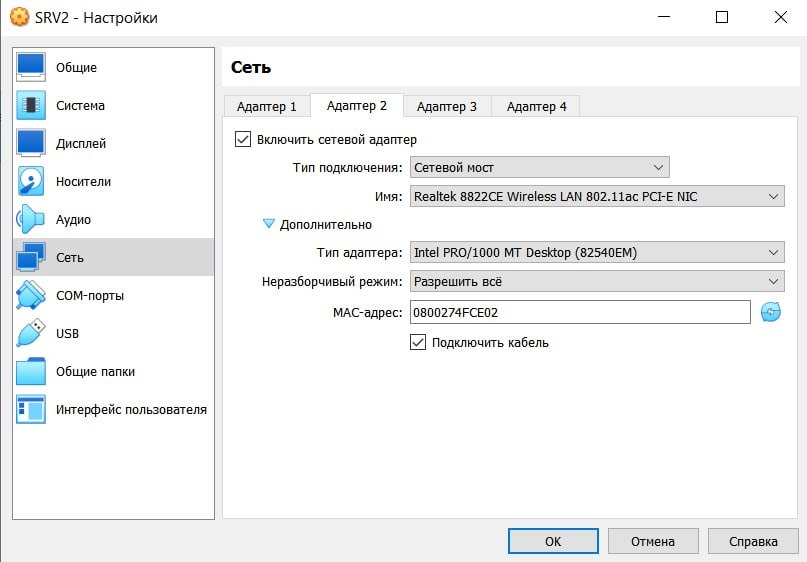 SRV2 - Настройки
Общие
Система
Дисплей
Носители
Аудио
Сеть
COM-порты
USB
Общие папки
Интерфейс пользователя
Сеть
Адаптер 1 Адаптер 2 Адаптер 3 Адаптер 4
Включить сетевой адаптер
Тип подключения: Сетевой мост
Имя: Realtek 8822CE Wireless LAN 802.11ac PCI-E NIC
Дополнительно
Тип адаптера: Intel PRO/1000 MT Desktop (82540EM)
Неразборчивый режим: Разрешить всё
MAC-адрес: 0800274FCE02
Подключить кабель
OK Отмена Справка